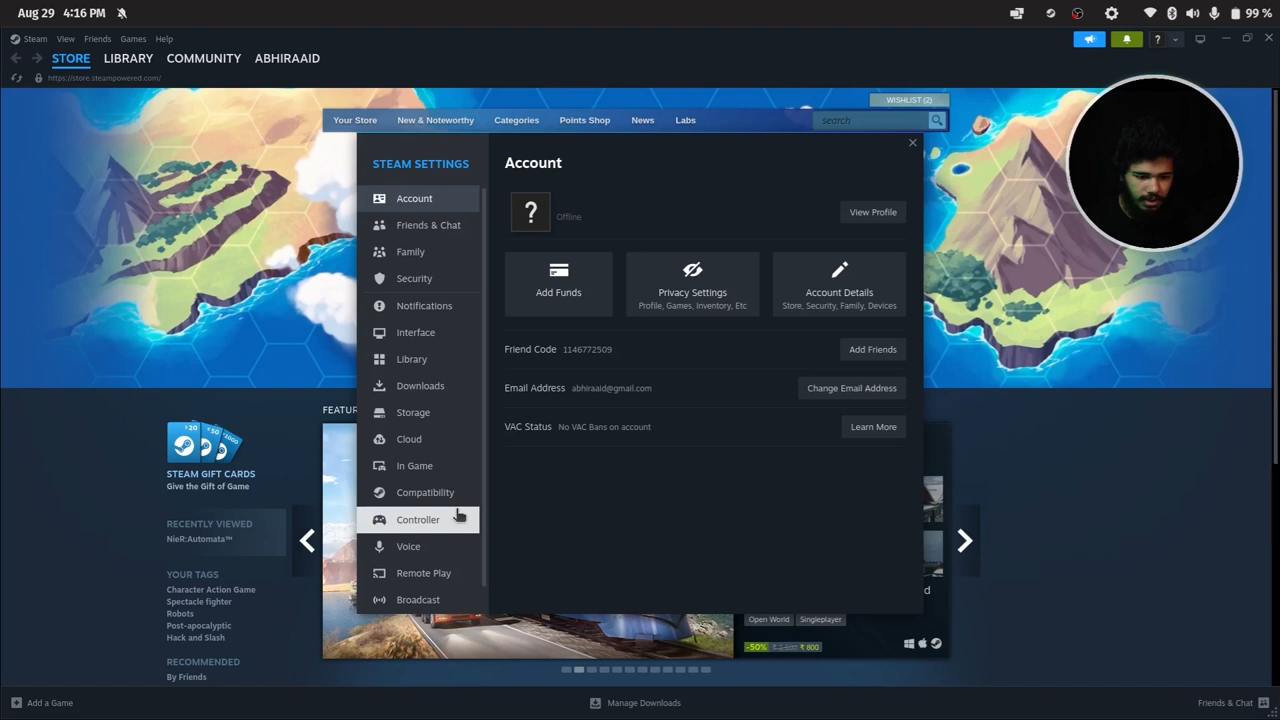 Aug 29 4:16 PM
99 %
Steam View Friends Games Help
STORE LIBRARY COMMUNITY ABHIRAAID
https://store.steampowered.com/
WISHLIST (2)
Your Store New & Noteworthy Categories Points Shop News Labs
search
STEAM SETTINGS
Account
Friends & Chat
Family
Security
Notifications
Interface
Library
Downloads
Storage
Cloud
In Game
Compatibility
Controller
Voice
Remote Play
Broadcast
Account
?
Offline
View Profile
Add Funds
Privacy Settings
Profile, Games, Inventory, Etc
Account Details
Store, Security, Family, Devices
Friend Code 1146772509
Add Friends
Email Address abhiraaid@gmail.com
Change Email Address
VAC Status No VAC Bans on account
Learn More
FEATUR
STEAM GIFT CARDS
Give the Gift of Game
RECENTLY VIEWED
NieR:Automata™
YOUR TAGS
Character Action Game
Spectacle fighter
Robots
Post-apocalyptic
Hack and Slash
RECOMMENDED
By Friends
d
Open World Singleplayer
-50% ₹ 800
Add a Game
Manage Downloads
Friends & Chat